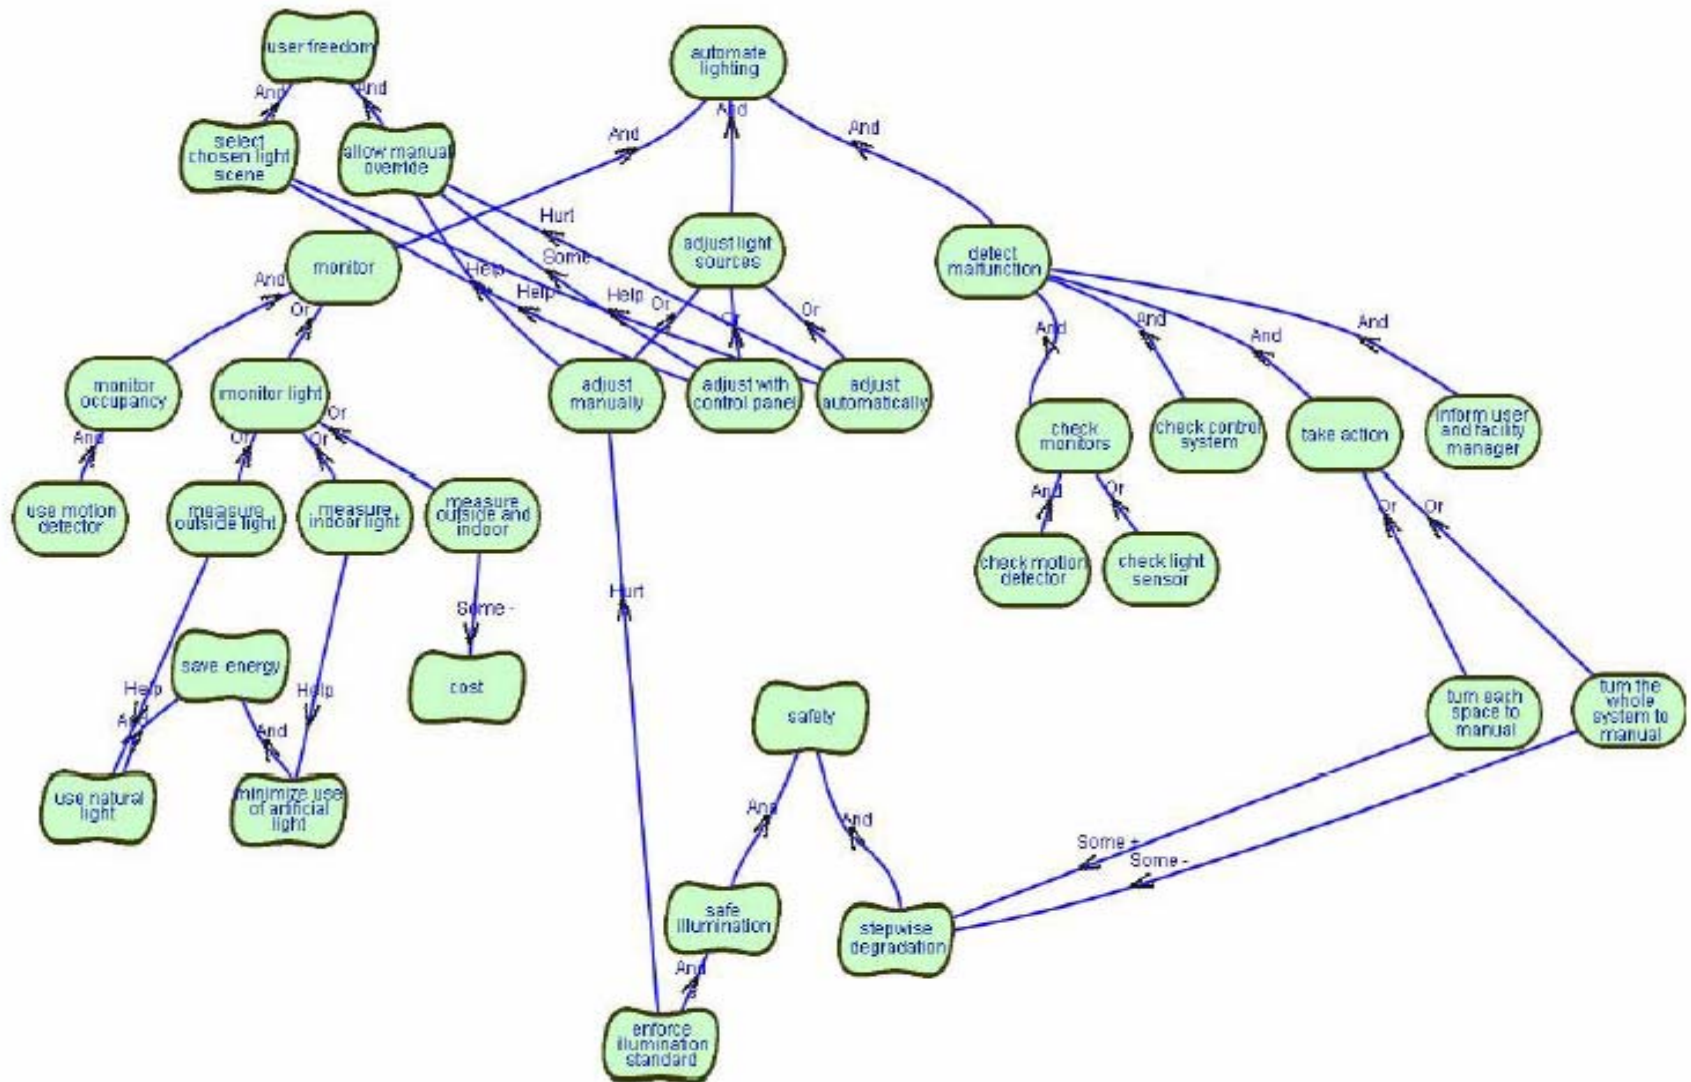 user freedom
automate
lighting
And
And
And
select
chosen light
scene
allow manual
override
And
And
Hurt
adjust light
sources
detect
malfunction
monitor
Some
And
Help
Help
Help
Or
Or
Or
Or
And
And
And
And
monitor
occupancy
monitor light
adjust
manually
adjust with
control panel
adjust
automatically
Or
check
monitors
check control
system
take action
inform user
and facility
manager
And
Or
Or
use motion
detector
measure
outside light
measure
indoor light
measure
outside and
indoor
And
Or
Or
Or
check motion
detector
check light
sensor
Some -
Hurt
save energy
cost
Help
Help
And
And
safety
turn each
space to
manual
turn the
whole
system to
manual
use natural
light
minimize use
of artificial
light
And
And
Some +
Some -
safe
illumination
stepwise
degradation
And
enforce
illumination
standard